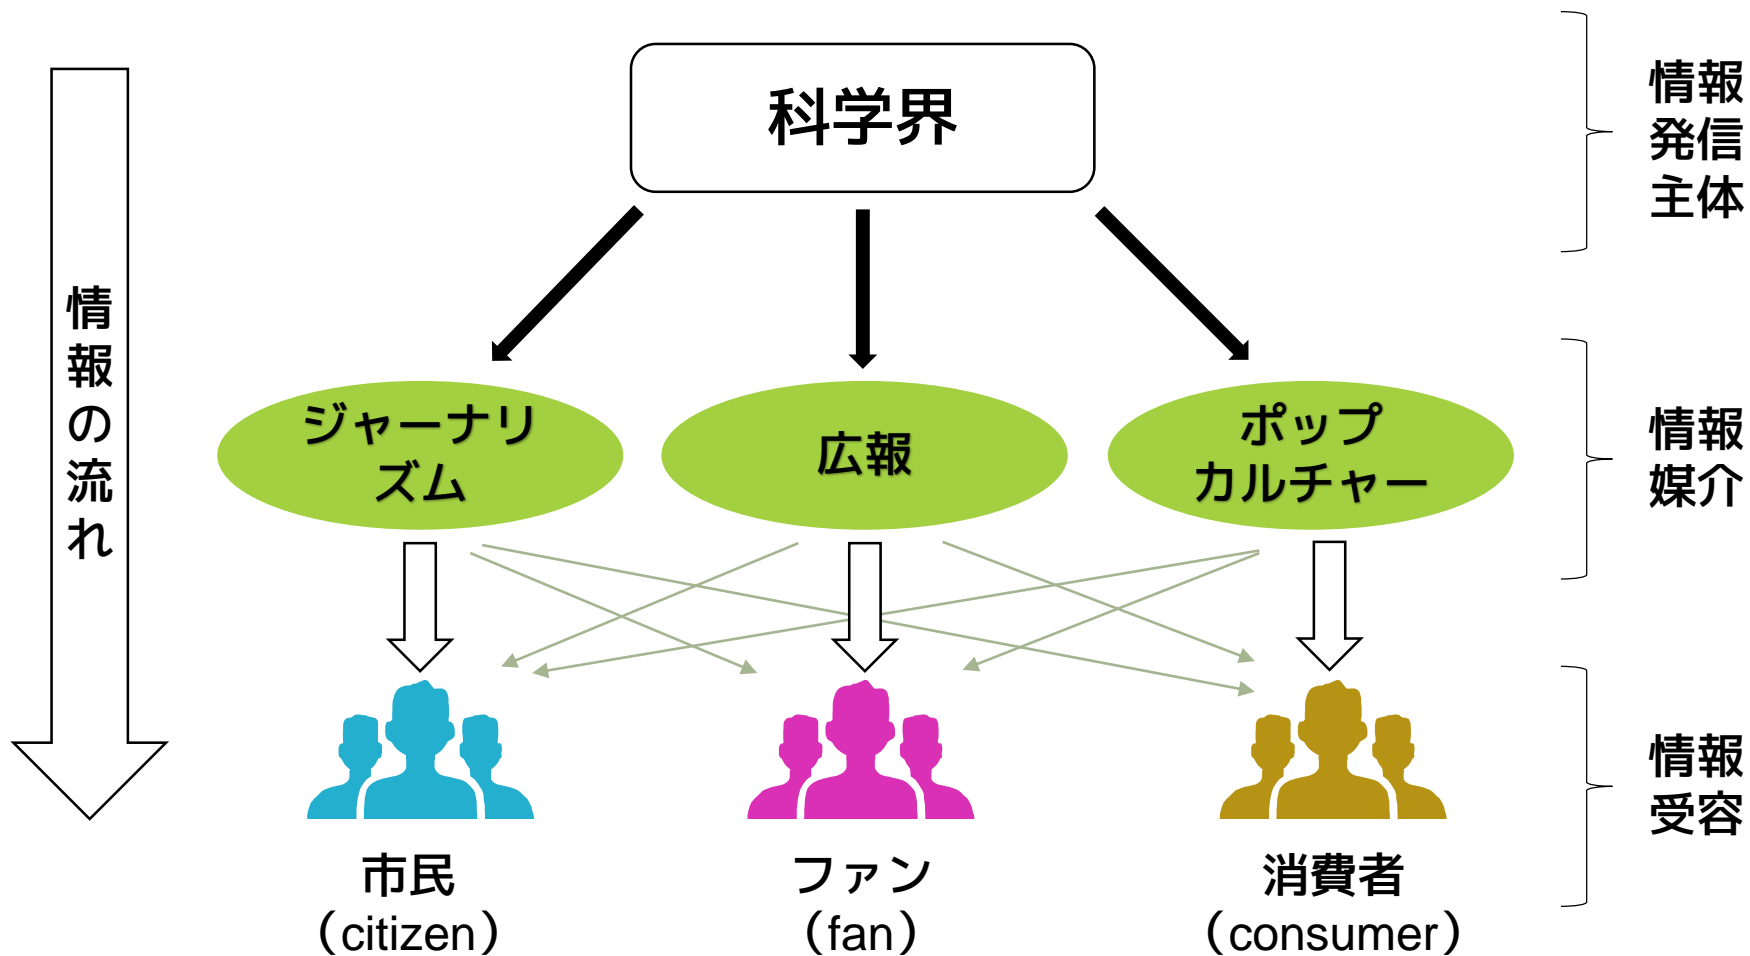 科学界
情報
発信
主体
情報の流れ
ジャーナリ
ズム
広報
ポップ
カルチャー
情報
媒介
情報
受容
市民
（citizen）
ファン
（fan）
消費者
（consumer）